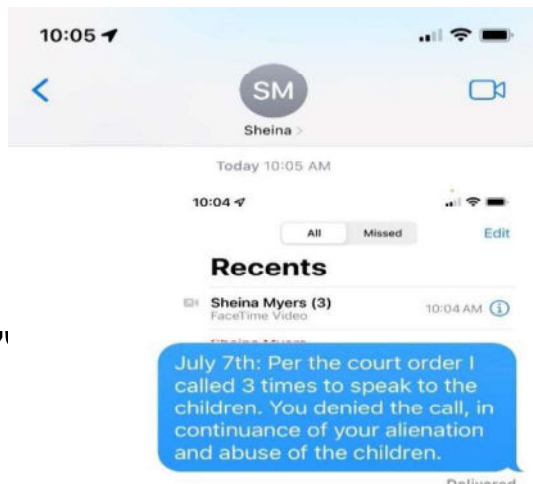 10:05
SM
Sheina >
Today 10:05 AM
10:04
All Missed Edit
Recents
Sheina Myers (3) 10:04 AM
FaceTime Video
Sheina Myers
July 7th: Per the court order I
called 3 times to speak to the
children. You denied the call, in
continuance of your alienation
and abuse of the children.
Delivered